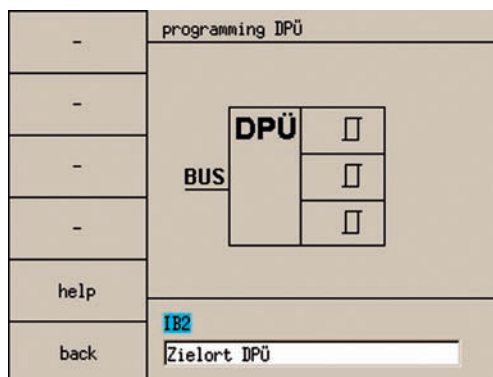 programming DPÜ
-
-
-
-
help
back
DPÜ
BUS
IB2
Zielort DPÜ